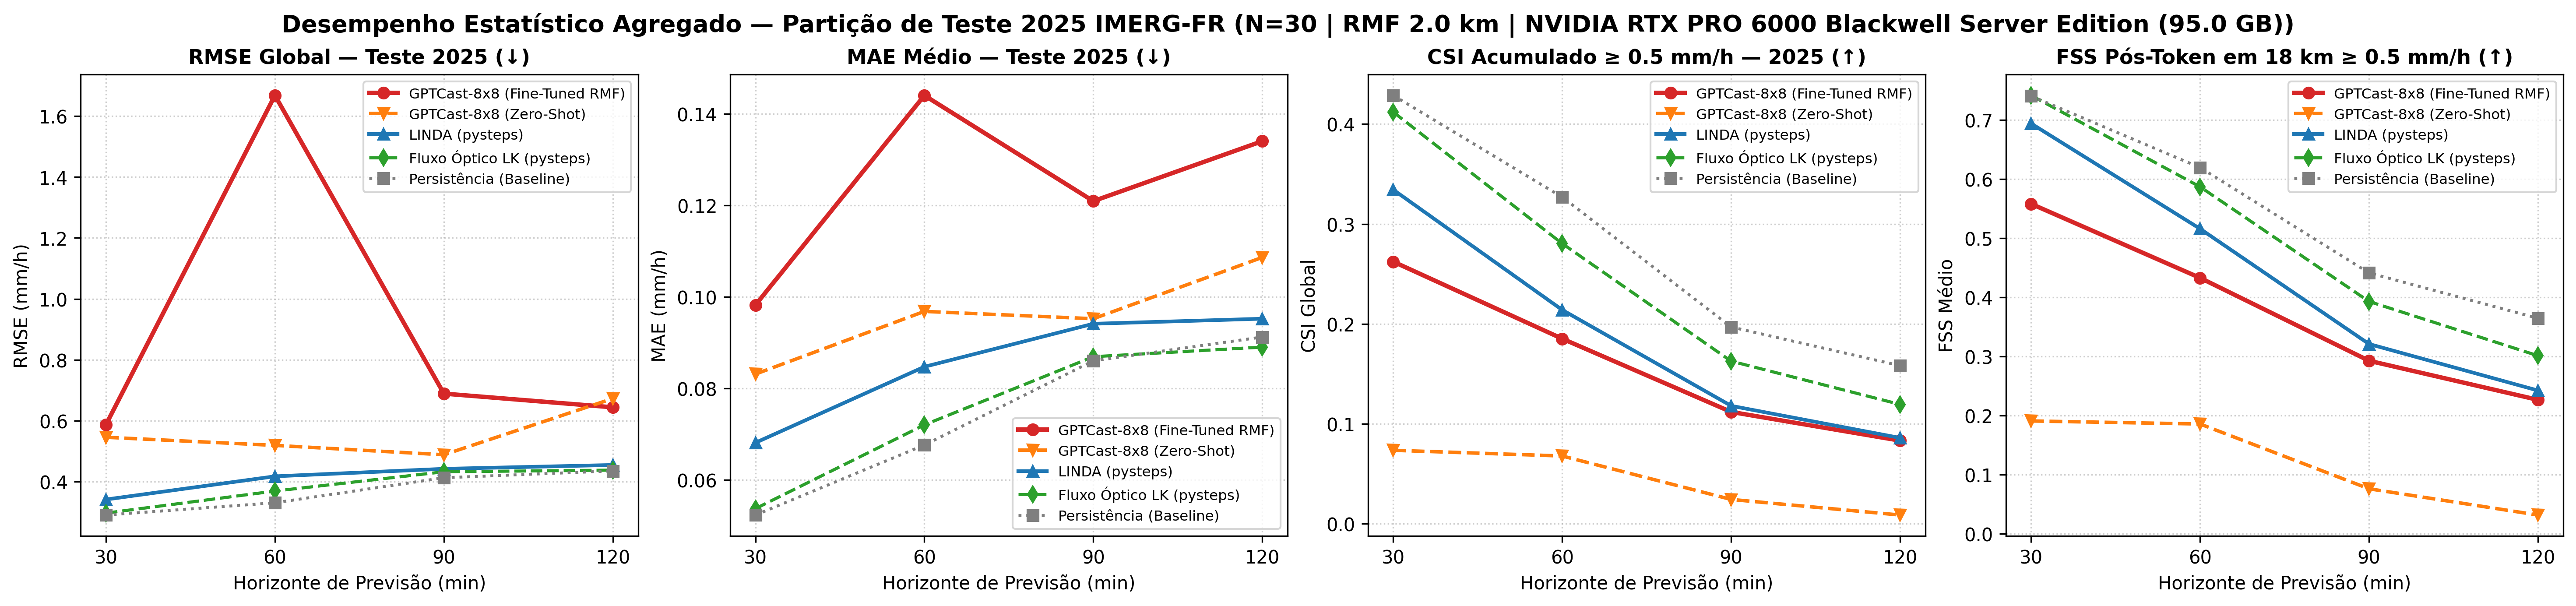 Desempenho Estatístico Agregado — Partição de Teste 2025 IMERG-FR (N=30 | RMF 2.0 km | NVIDIA RTX PRO 6000 Blackwell Server Edition (95.0 GB))
RMSE Global — Teste 2025 (↓)
RMSE (mm/h)
1.6
1.4
1.2
1.0
0.8
0.6
0.4
GPTCast-8x8 (Fine-Tuned RMF)
GPTCast-8x8 (Zero-Shot)
LINDA (pysteps)
Fluxo Óptico LK (pysteps)
Persistência (Baseline)
30 60 90 120
Horizonte de Previsão (min)
MAE Médio — Teste 2025 (↓)
MAE (mm/h)
0.14
0.12
0.10
0.08
0.06
GPTCast-8x8 (Fine-Tuned RMF)
GPTCast-8x8 (Zero-Shot)
LINDA (pysteps)
Fluxo Óptico LK (pysteps)
Persistência (Baseline)
30 60 90 120
Horizonte de Previsão (min)
CSI Acumulado ≥ 0.5 mm/h — 2025 (↑)
CSI Global
0.4
0.3
0.2
0.1
0.0
GPTCast-8x8 (Fine-Tuned RMF)
GPTCast-8x8 (Zero-Shot)
LINDA (pysteps)
Fluxo Óptico LK (pysteps)
Persistência (Baseline)
30 60 90 120
Horizonte de Previsão (min)
FSS Pós-Token em 18 km ≥ 0.5 mm/h (↑)
FSS Médio
0.7
0.6
0.5
0.4
0.3
0.2
0.1
0.0
GPTCast-8x8 (Fine-Tuned RMF)
GPTCast-8x8 (Zero-Shot)
LINDA (pysteps)
Fluxo Óptico LK (pysteps)
Persistência (Baseline)
30 60 90 120
Horizonte de Previsão (min)